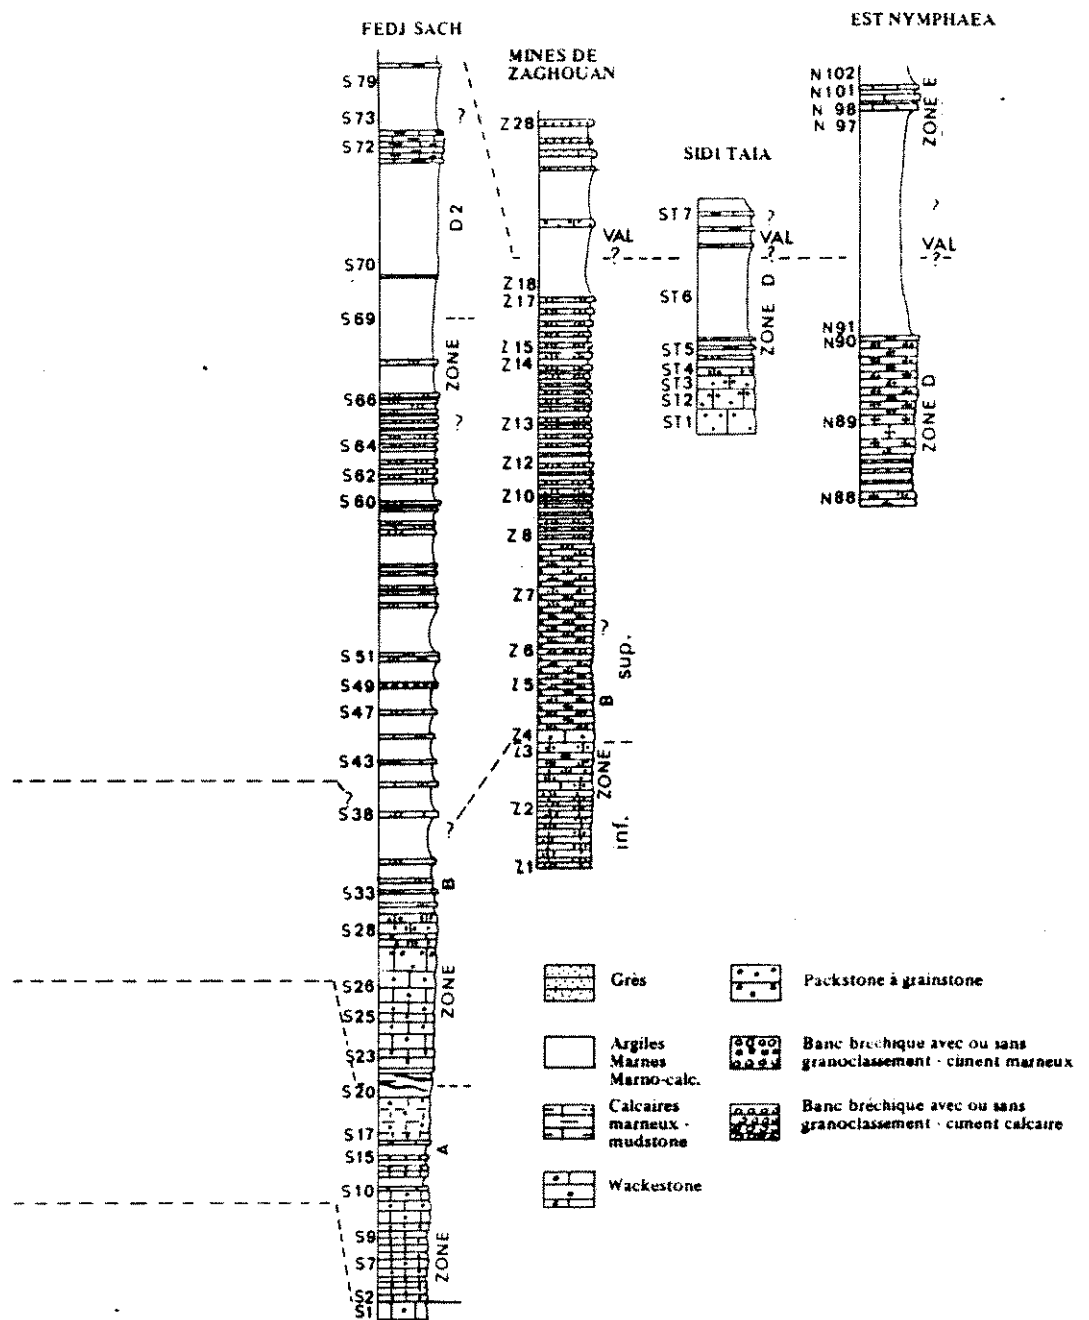 FEDJ SACH
S79
S73
?
S72
D2
S70
S69
ZONE
S66
?
S64
S62
S60
S51
S49
S47
S43
?
S38
?
B
S33
S28
ZONE
S26
S25
S23
S20
S17
A
S15
S10
S9
ZONE
S7
S2
S1
MINES DE
ZAGHOUAN
Z28
VAL
?
Z18
Z17
Z15
Z14
Z13
Z12
Z10
Z8
Z7
?
Z6
sup.
Z5
B
Z4
Z3
ZONE
Z2
inf.
Z1
SIDI TAIA
ST7
?
VAL
?
ZONE D
ST6
ST5
ST4
ST3
ST2
ST1
EST NYMPHAEA
N102
N101
N 98
N 97
ZONE E
?
VAL
?
N91
N90
ZONE D
N89
N88
Grès
Argiles
Marnes
Marno-calc.
Calcaires
marneux -
mudstone
Wackestone
Packstone à grainstone
Banc bréchique avec ou sans
granoclassement - ciment marneux
Banc bréchique avec ou sans
granoclassement - ciment calcaire